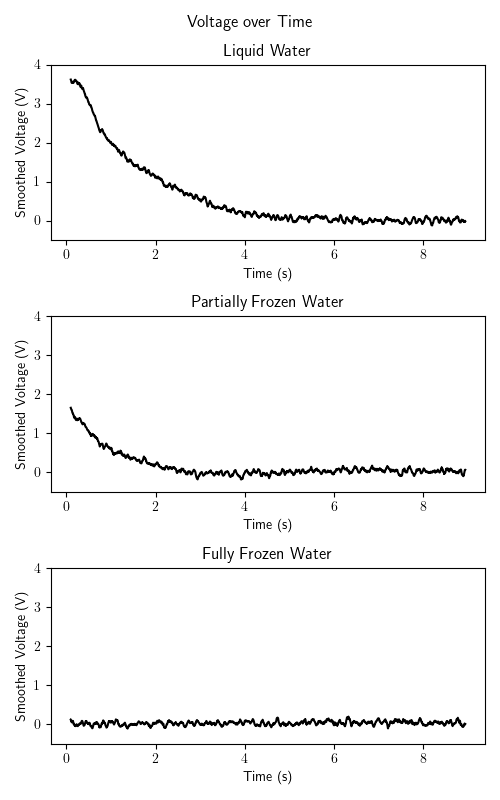 Voltage over Time
Liquid Water
4
3
2
1
0
Smoothed Voltage (V)
0 2 4 6 8
Time (s)
Partially Frozen Water
4
3
2
1
0
Smoothed Voltage (V)
0 2 4 6 8
Time (s)
Fully Frozen Water
4
3
2
1
0
Smoothed Voltage (V)
0 2 4 6 8
Time (s)